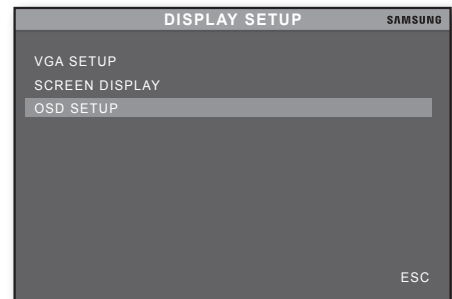 DISPLAY SETUP SAMSUNG
VGA SETUP
SCREEN DISPLAY
OSD SETUP
ESC